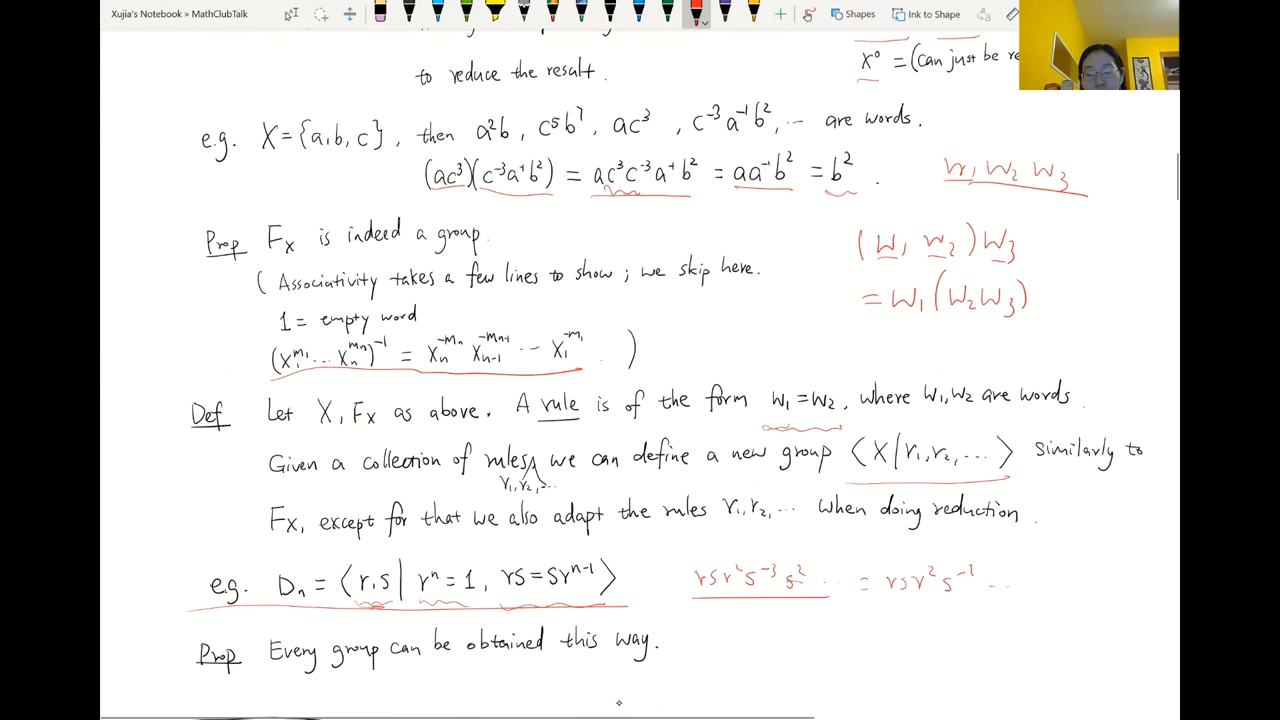 Xujia's Notebook » MathClubTalk
Shapes
Ink to Shape
to reduce the result.
X⁰ = (can just be re
e.g. X = {a,b,c}, then a²b, c⁵b⁷, ac³, c⁻³a⁻¹b², ... are words.
(ac³)(c⁻³a⁻¹b²) = ac³c⁻³a⁻¹b² = aa⁻¹b² = b².
w₁ w₂ w₃
Prop F_X is indeed a group.
(w₁ w₂) w₃
(Associativity takes a few lines to show; we skip here.
= w₁(w₂w₃)
1 = empty word
(x₁^m₁ ... xₙ^mₙ)⁻¹ = xₙ^-mₙ xₙ₋₁^-mₙ₋₁ ... x₁^-m₁ . )
Def Let X, F_X as above. A rule is of the form w₁=w₂, where w₁,w₂ are words.
Given a collection of rules r₁,r₂,... we can define a new group ⟨X|r₁,r₂,...⟩ similarly to
F_X, except for that we also adapt the rules r₁,r₂,... when doing reduction.
e.g. Dₙ = ⟨r,s| rⁿ=1, rs=srⁿ⁻¹⟩
rsr²s⁻³s² ... = rsr²s⁻¹ ...
Prop Every group can be obtained this way.